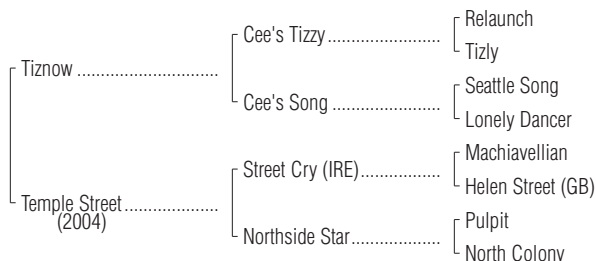 Relaunch
Cee's Tizzy ........................
Tizly
Tiznow ..............................
Seattle Song
Cee's Song .......................
Lonely Dancer
Machiavellian
Street Cry (IRE).................
Helen Street (GB)
Temple Street....................
(2004)
Pulpit
Northside Star...................
North Colony